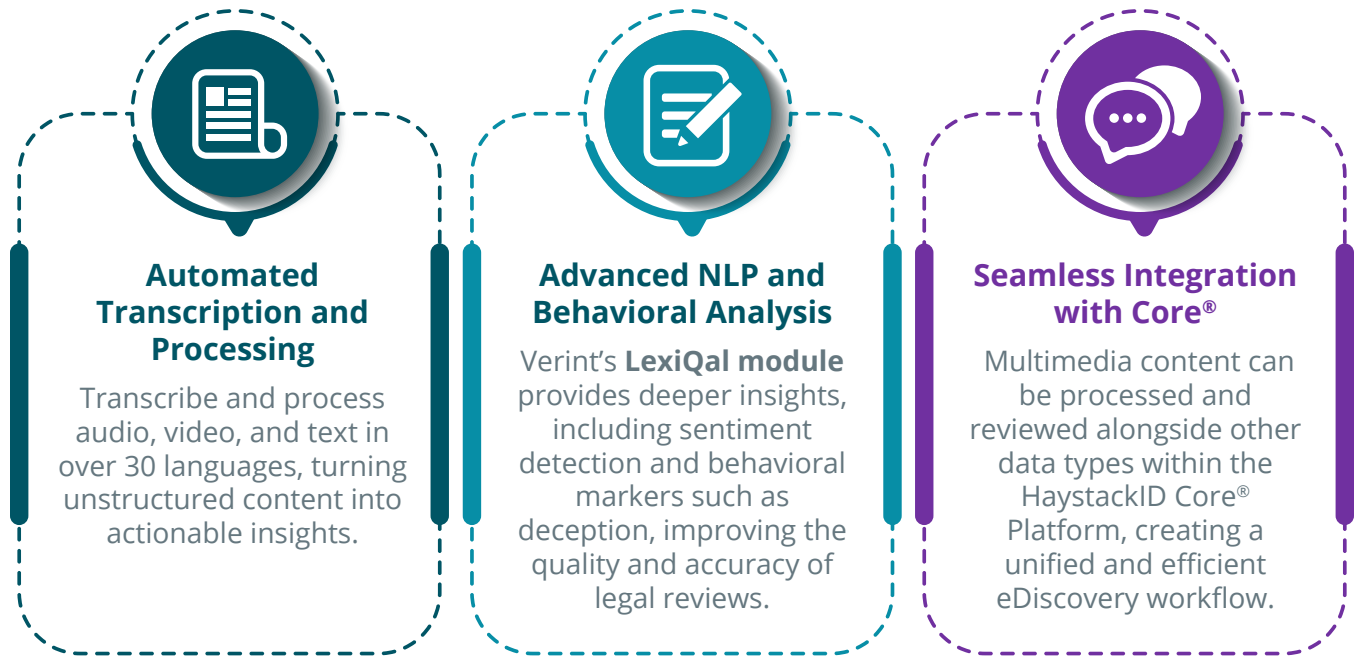 Automated
Transcription and
Processing
Transcribe and process
audio, video, and text in
over 30 languages, turning
unstructured content into
actionable insights.
Advanced NLP and
Behavioral Analysis
Verint’s LexiQal module
provides deeper insights,
including sentiment
detection and behavioral
markers such as
deception, improving the
quality and accuracy of
legal reviews.
Seamless Integration
with Core®
Multimedia content can
be processed and
reviewed alongside other
data types within the
HaystackID Core®
Platform, creating a
unified and efficient
eDiscovery workflow.